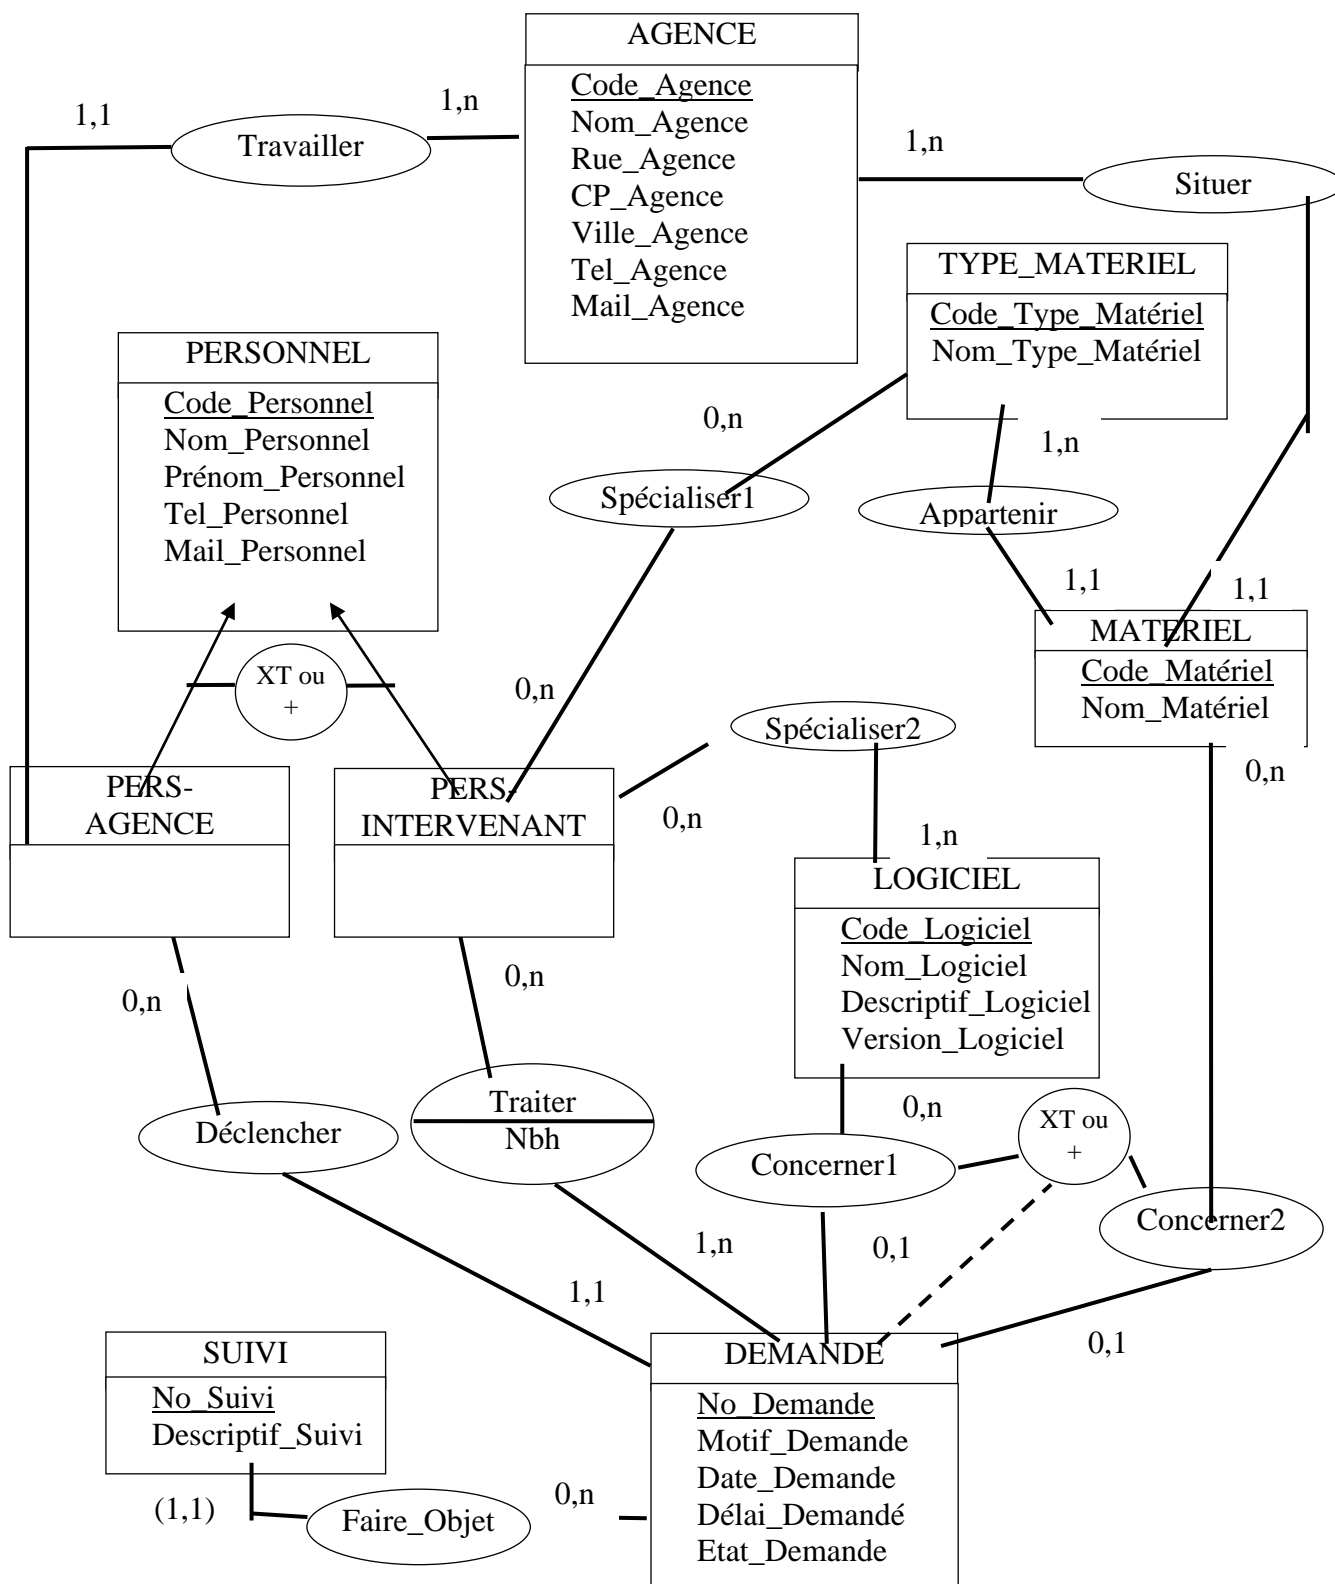 AGENCE
Code_Agence
Nom_Agence
Rue_Agence
CP_Agence
Ville_Agence
Tel_Agence
Mail_Agence
1,1
Travailler
1,n
1,n
Situer
TYPE_MATERIEL
Code_Type_Matériel
Nom_Type_Matériel
PERSONNEL
Code_Personnel
Nom_Personnel
Prénom_Personnel
Tel_Personnel
Mail_Personnel
0,n
Spécialiser1
1,n
Appartenir
1,1
1,1
MATERIEL
Code_Matériel
Nom_Matériel
XT ou
+
0,n
Spécialiser2
0,n
0,n
PERS-
AGENCE
PERS-
INTERVENANT
1,n
LOGICIEL
Code_Logiciel
Nom_Logiciel
Descriptif_Logiciel
Version_Logiciel
0,n
0,n
Déclencher
Traiter
Nbh
0,n
XT ou
+
Concerner1
Concerner2
1,n
0,1
1,1
0,1
SUIVI
No_Suivi
Descriptif_Suivi
(1,1)
Faire_Objet
0,n
DEMANDE
No_Demande
Motif_Demande
Date_Demande
Délai_Demandé
Etat_Demande